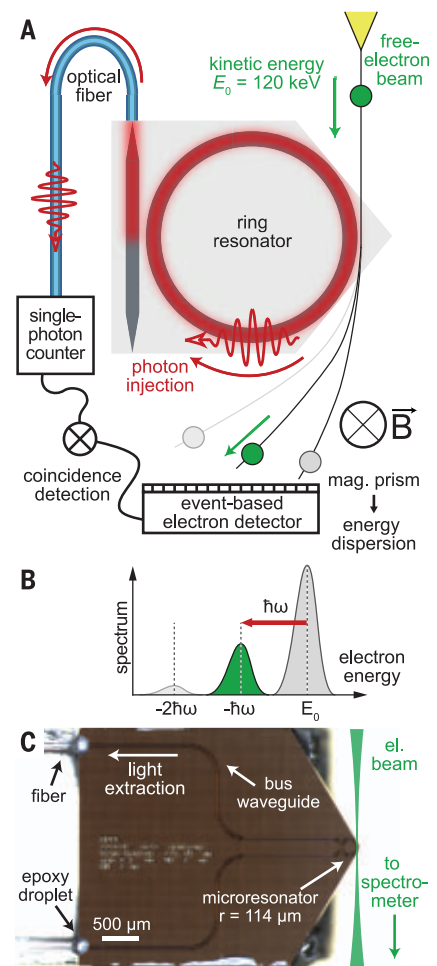 A
optical
fiber
kinetic energy
E₀ = 120 keV
free-
electron
beam
ring
resonator
single-
photon
counter
photon
injection
coincidence
detection
event-based
electron detector
B
mag. prism
energy
dispersion
B
spectrum
ħω
electron
energy
-2ħω
-ħω
E₀
C
fiber
light
extraction
bus
waveguide
el.
beam
epoxy
droplet
500 µm
microresonator
r = 114 µm
to
spectro-
meter